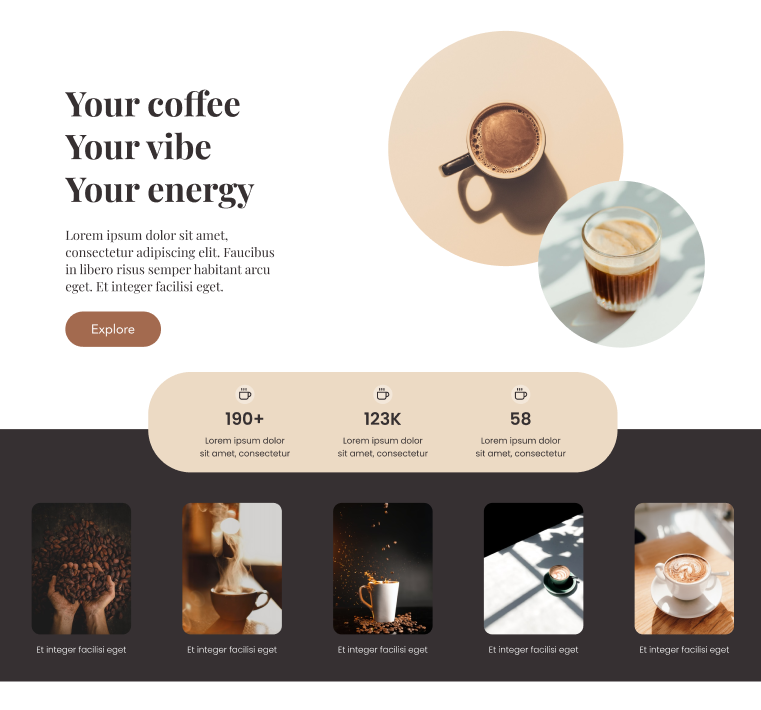 Your coffee
Your vibe
Your energy
Lorem ipsum dolor sit amet,
consectetur adipiscing elit. Faucibus
in libero risus semper habitant arcu
eget. Et integer facilisi eget.
Explore
190+
Lorem ipsum dolor
sit amet, consectetur
123K
Lorem ipsum dolor
sit amet, consectetur
58
Lorem ipsum dolor
sit amet, consectetur
Et integer facilisi eget
Et integer facilisi eget
Et integer facilisi eget
Et integer facilisi eget
Et integer facilisi eget